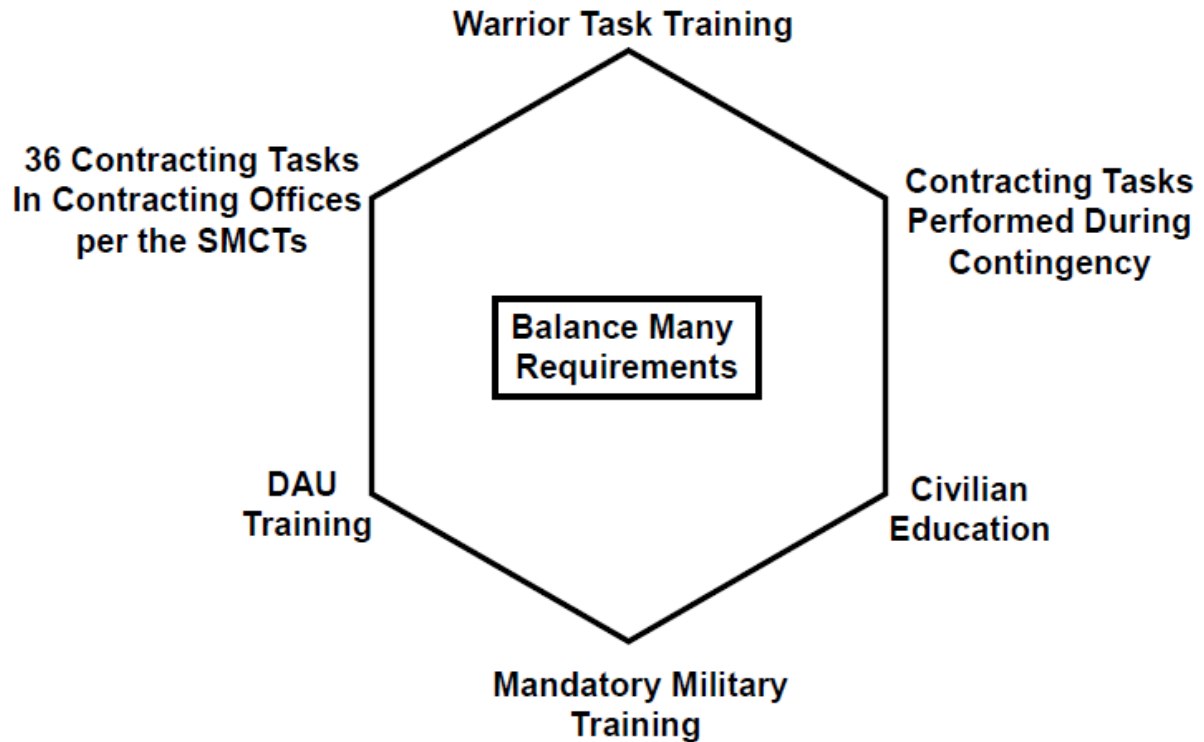 Warrior Task Training
36 Contracting Tasks
In Contracting Offices
per the SMCTs
Contracting Tasks
Performed During
Contingency
Balance Many
Requirements
DAU
Training
Civilian
Education
Mandatory Military
Training